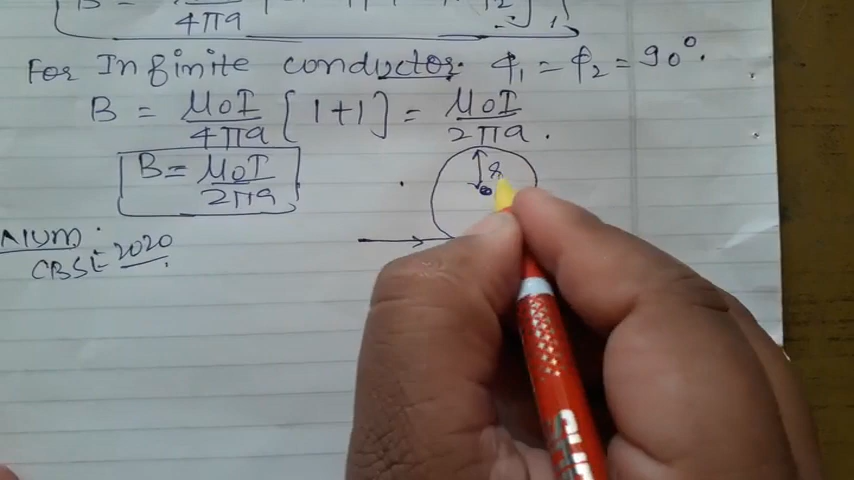 4πa
For Infinite conductor. φ₁ = φ₂ = 90°.
B = μ₀I/4πa [1+1] = μ₀I/2πa.
B = μ₀I/2πa
CBSE 2020